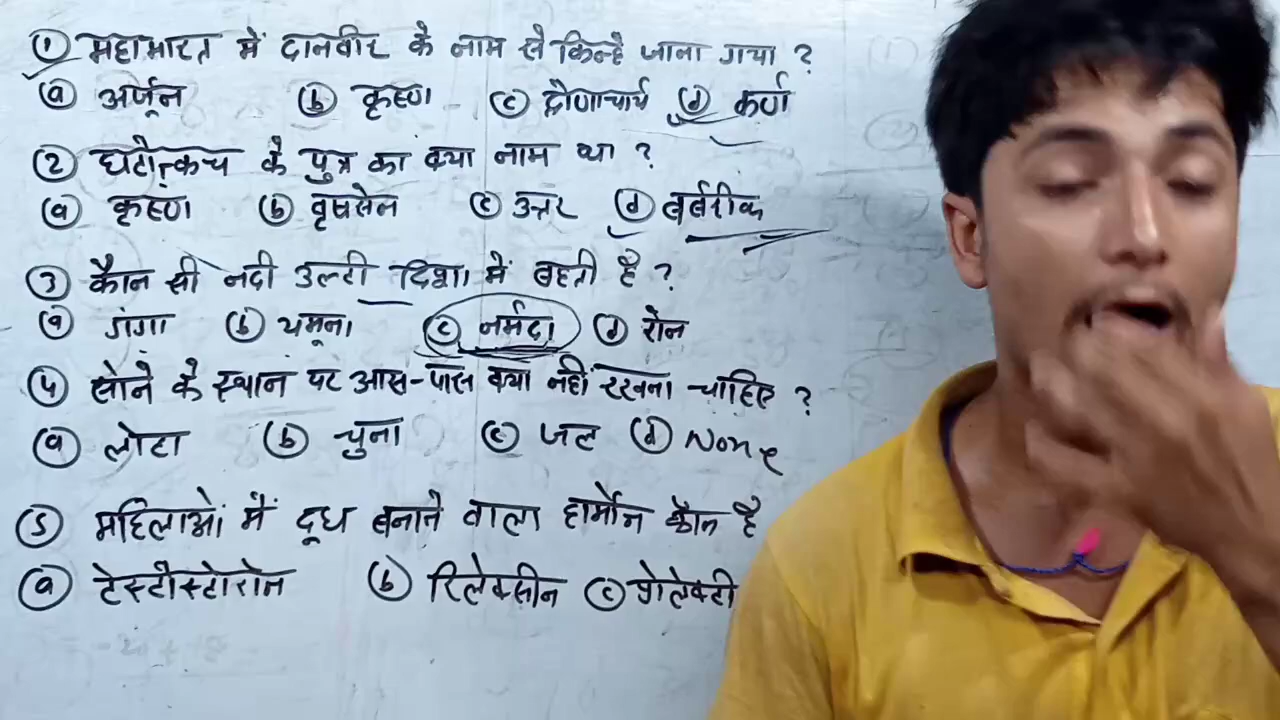 ① महाभारत में दानवीर के नाम से किन्हे जाना गया ?
ⓐ अर्जून ⓑ कृष्ण ⓒ द्रौणाचार्य ⓓ कर्ण
② घटोत्कच के पुत्र का क्या नाम था ?
ⓐ कृष्ण ⓑ वृषसेन ⓒ उत्तर ⓓ बर्बरीक
③ कौन सी नदी उल्टी दिशा में बहती है ?
ⓐ गंगा ⓑ यमूना ⓒ नर्मदा ⓓ सोन
④ सोने के स्थान पर आस-पास क्या नहीं रखना चाहिए ?
ⓐ लोटा ⓑ चुना ⓒ जल ⓓ None
⑤ महिलाओं में दूध बनाने वाला हार्मोन कौन है
ⓐ टेस्टोस्टोरॉन ⓑ रिलेक्सीन ⓒ प्रोलेक्टी